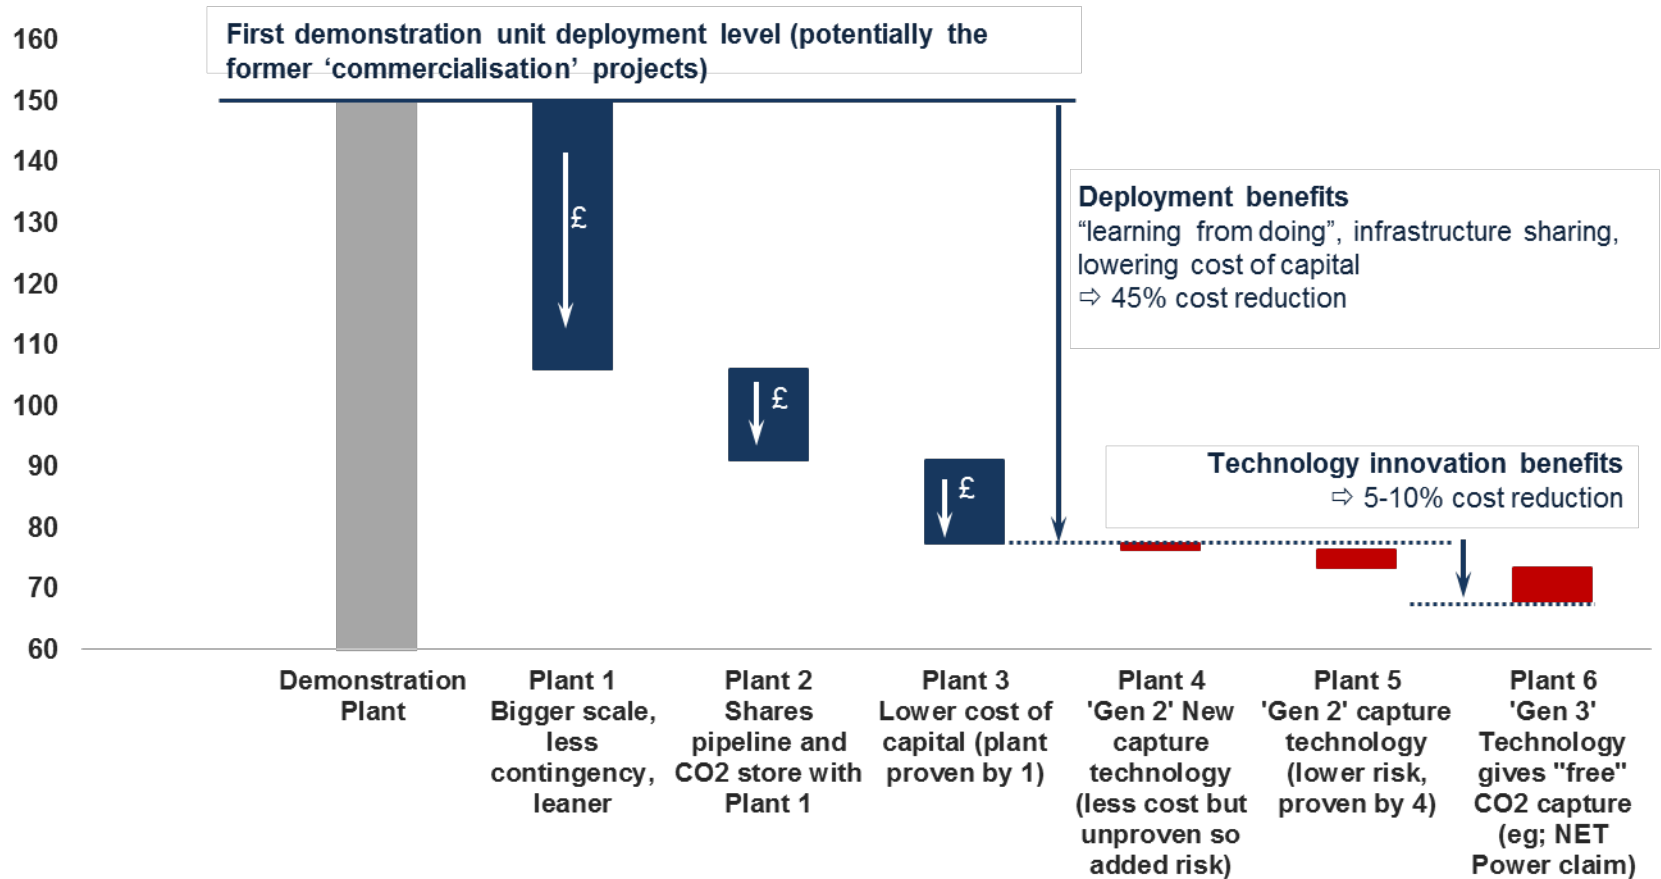 First demonstration unit deployment level (potentially the
former ‘commercialisation’ projects)
160
150
140
130
120
110
100
90
80
70
60
£
£
£
Deployment benefits
“learning from doing”, infrastructure sharing,
lowering cost of capital
⇨ 45% cost reduction
Technology innovation benefits
⇨ 5-10% cost reduction
Demonstration
Plant
Plant 1
Bigger scale,
less
contingency,
leaner
Plant 2
Shares
pipeline and
CO2 store with
Plant 1
Plant 3
Lower cost of
capital (plant
proven by 1)
Plant 4
'Gen 2' New
capture
technology
(less cost but
unproven so
added risk)
Plant 5
'Gen 2' capture
technology
(lower risk,
proven by 4)
Plant 6
'Gen 3'
Technology
gives "free"
CO2 capture
(eg; NET
Power claim)